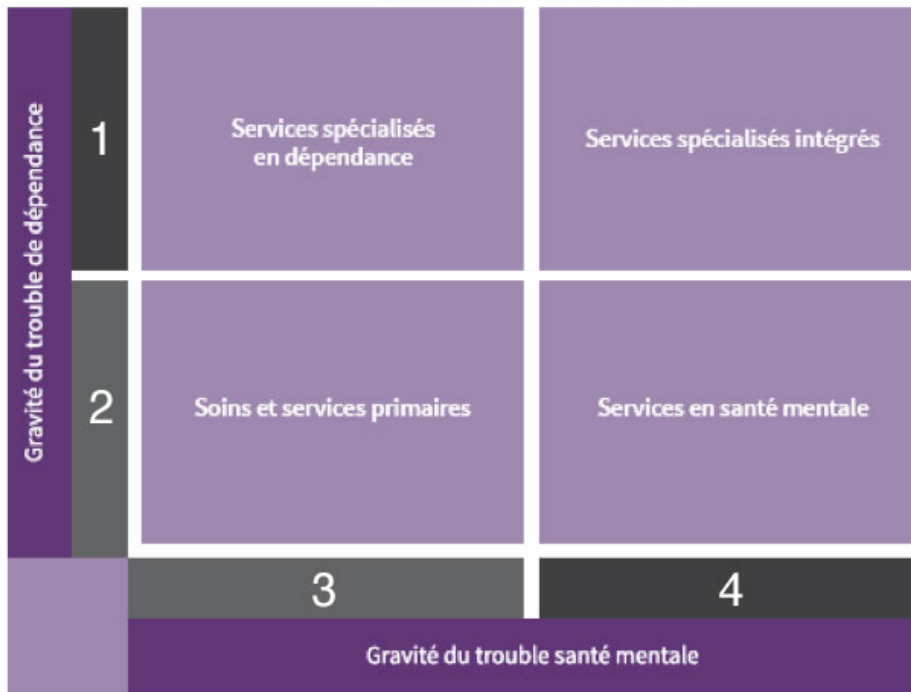 Gravité du trouble de dépendance
1
Services spécialisés
en dépendance
Services spécialisés intégrés
2
Soins et services primaires
Services en santé mentale
3
4
Gravité du trouble santé mentale